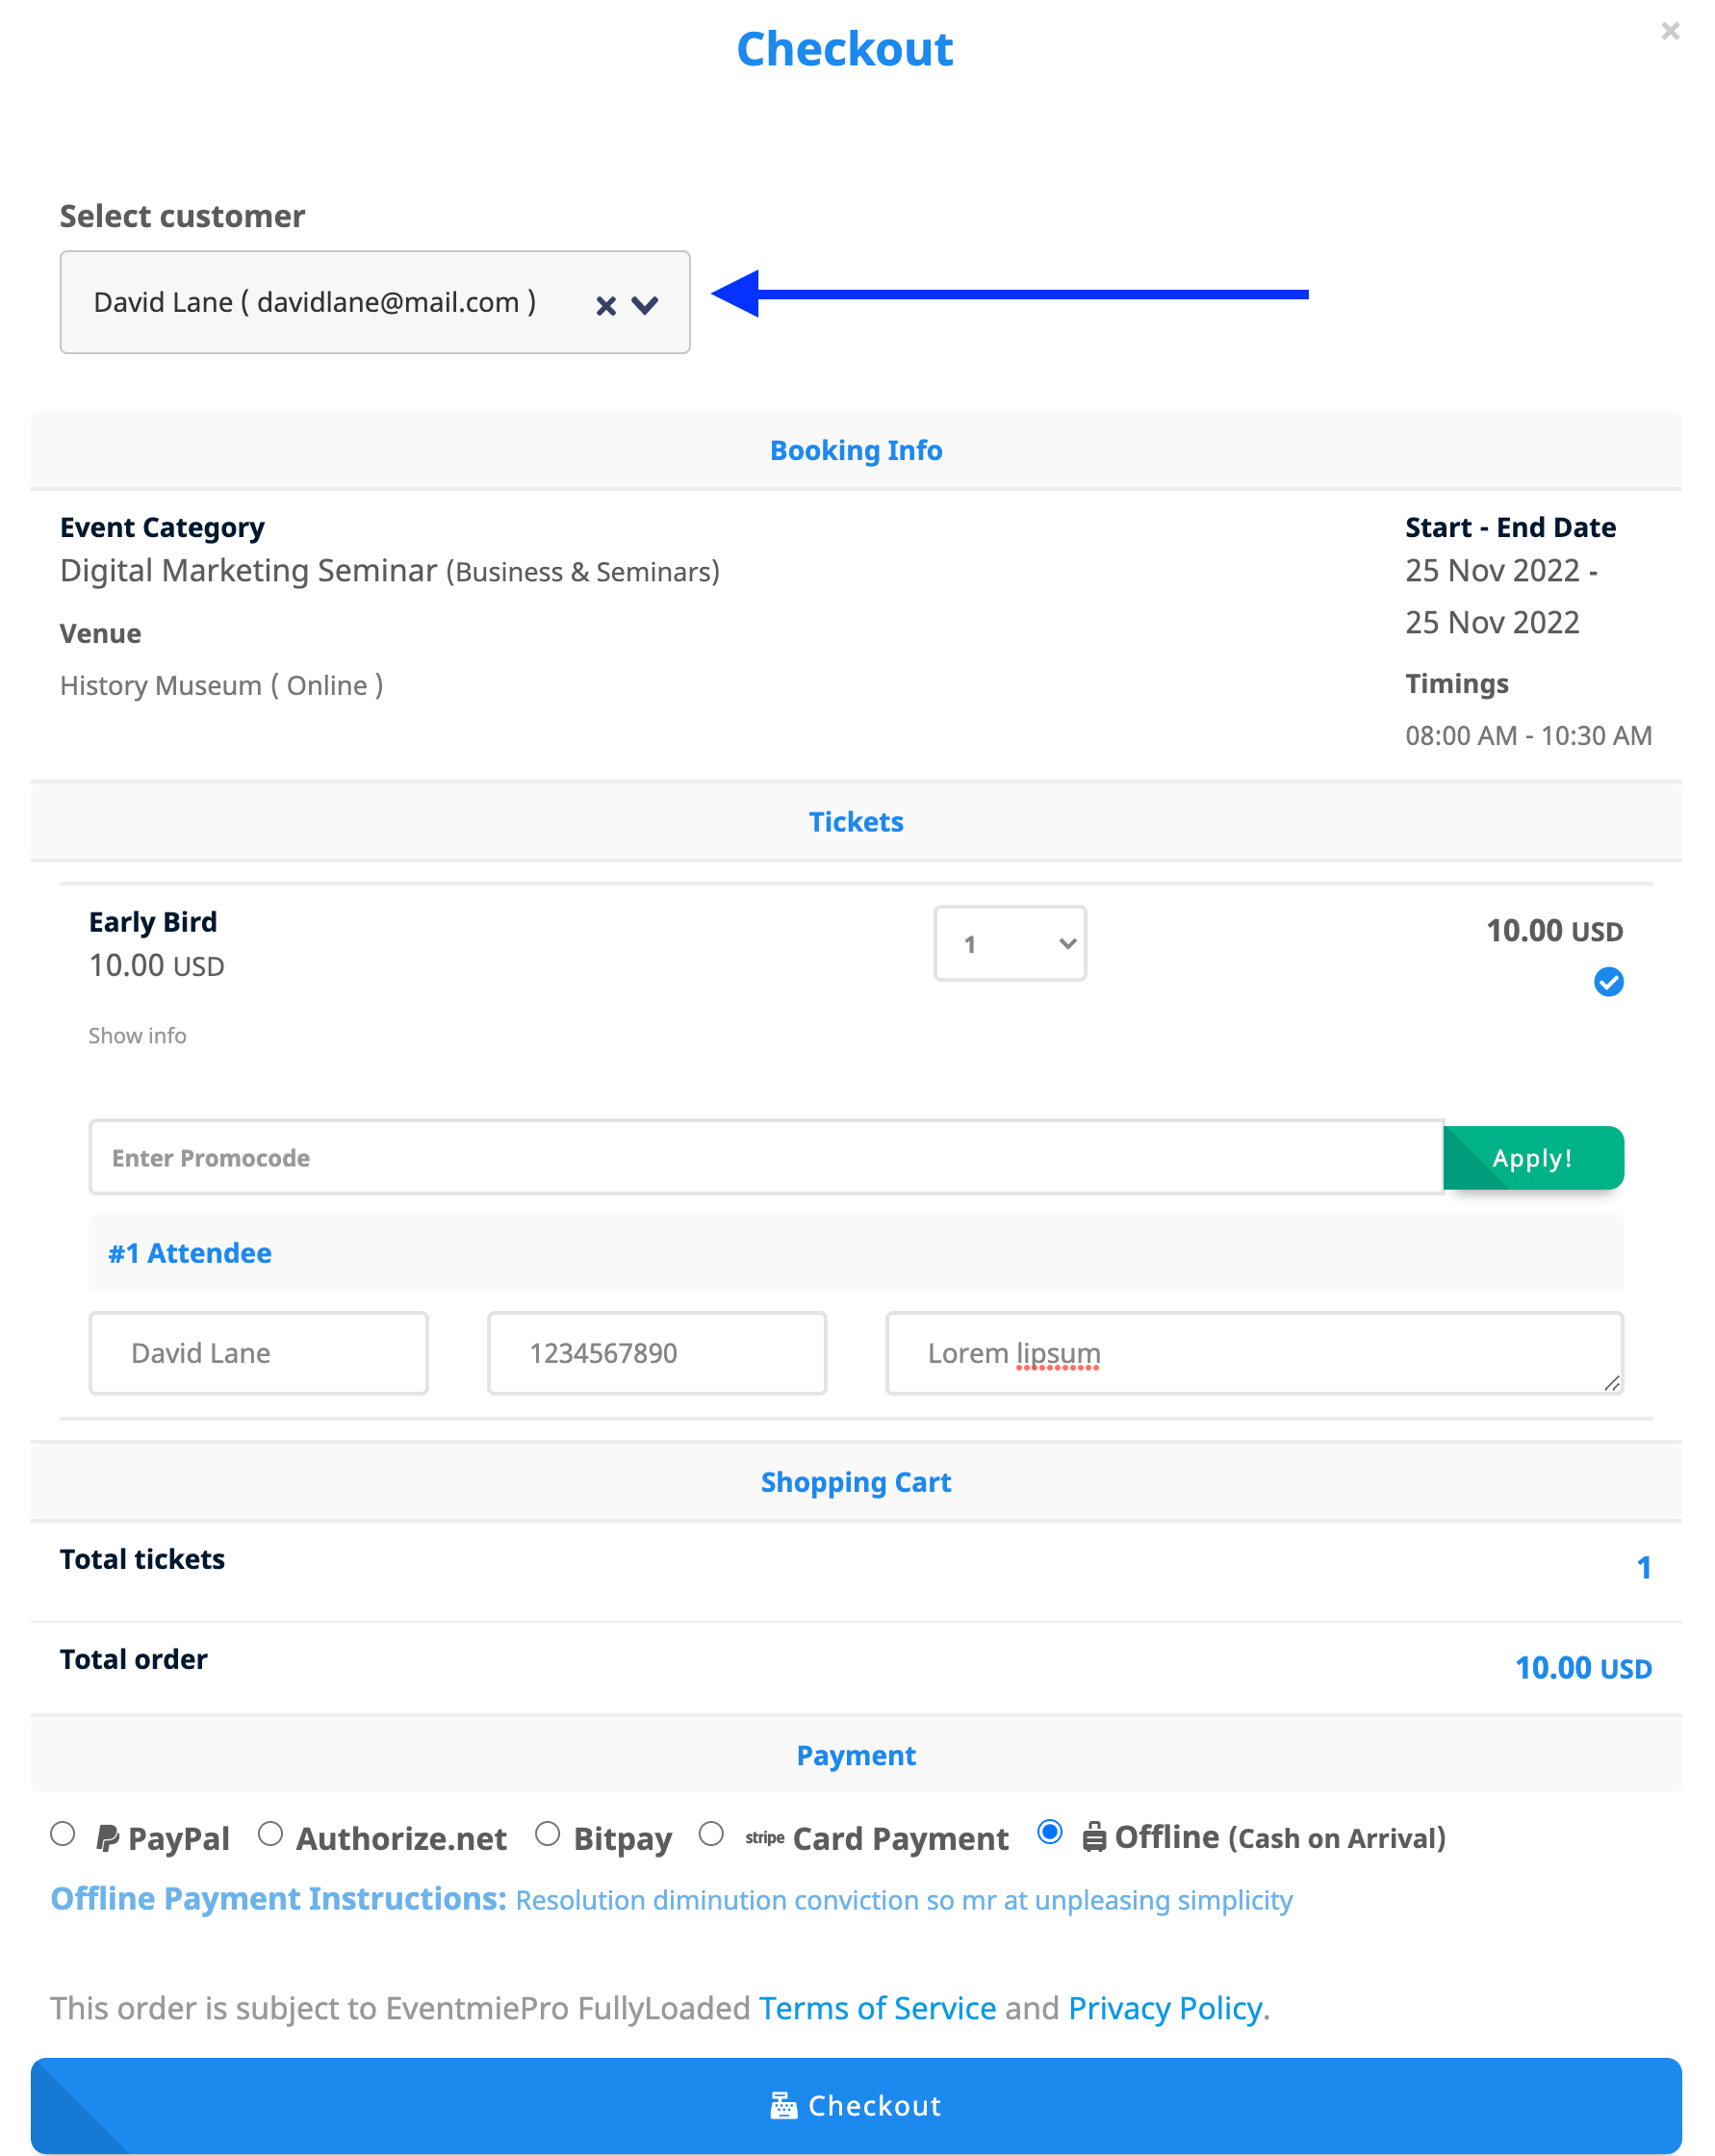 Checkout
×
Select customer
David Lane ( davidlane@mail.com )
Booking Info
Event Category
Digital Marketing Seminar (Business & Seminars)
Venue
History Museum ( Online )
Start - End Date
25 Nov 2022 -
25 Nov 2022
Timings
08:00 AM - 10:30 AM
Tickets
Early Bird
10.00 USD
Show info
1
10.00 USD
Enter Promocode
Apply!
#1 Attendee
David Lane
1234567890
Lorem lipsum
Shopping Cart
Total tickets
1
Total order
10.00 USD
Payment
PayPal Authorize.net Bitpay stripe Card Payment Offline (Cash on Arrival)
Offline Payment Instructions: Resolution diminution conviction so mr at unpleasing simplicity
This order is subject to EventmiePro FullyLoaded Terms of Service and Privacy Policy.
Checkout